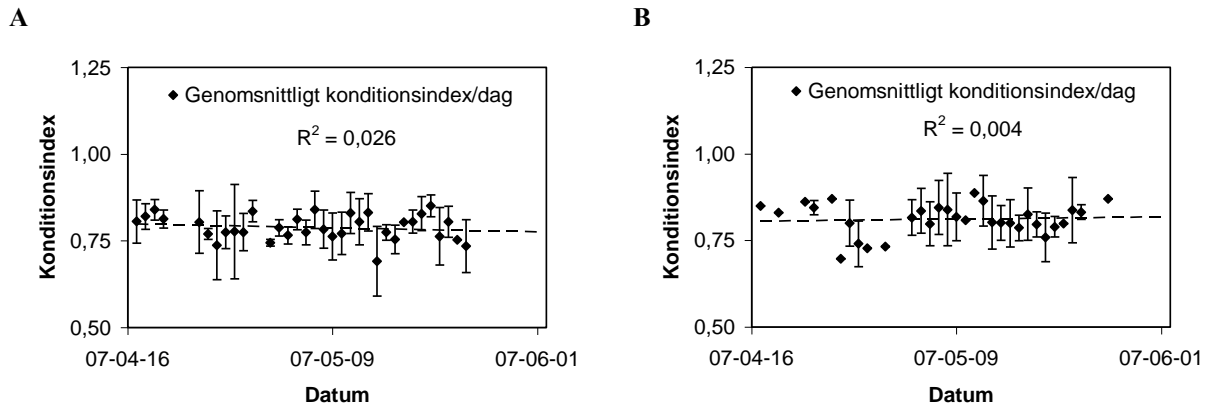 A
1,25
Genomsnittligt konditionsindex/dag
R² = 0,026
1,00
0,75
0,50
Konditionsindex
07-04-16
07-05-09
07-06-01
Datum
B
1,25
Genomsnittligt konditionsindex/dag
R² = 0,004
1,00
0,75
0,50
Konditionsindex
07-04-16
07-05-09
07-06-01
Datum